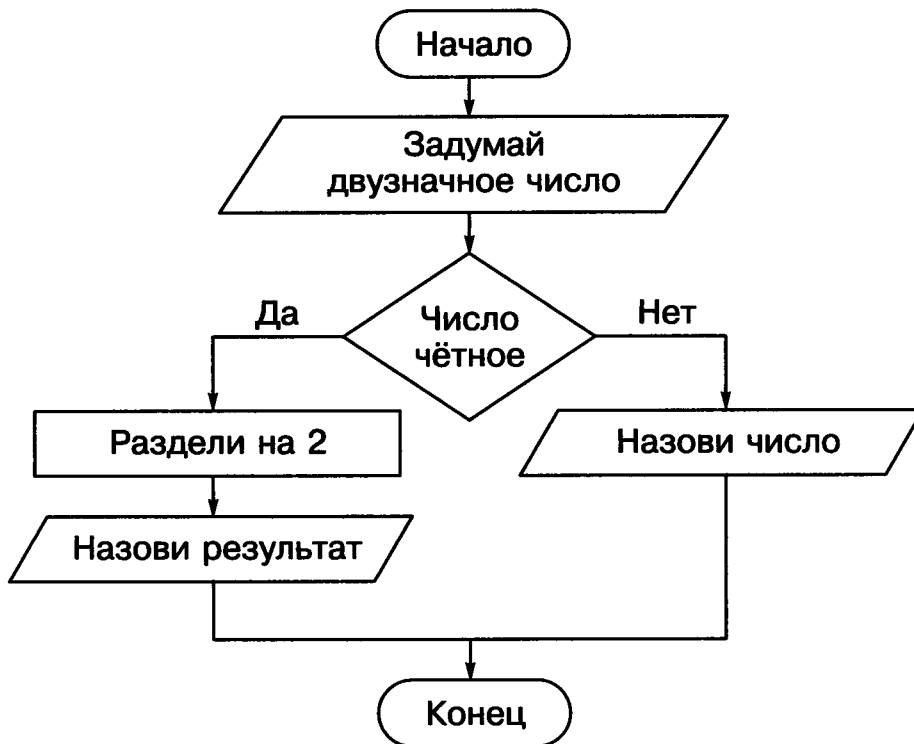 Начало
Задумай
двузначное число
Да
Число
чётное
Нет
Раздели на 2
Назови число
Назови результат
Конец